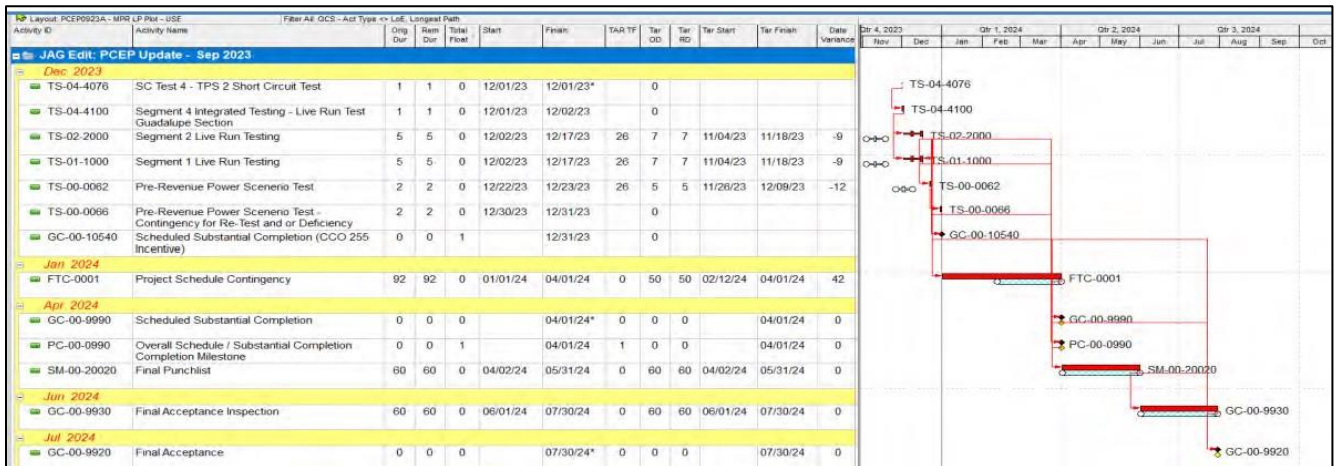 Layout: PCEP0923A - MPR LP Plot - USE Filter All: QCS - Act Type <> LoE, Longest Path
Activity ID Activity Name Orig Dur Rem Dur Total Float Start Finish TAR TF Tar OD Tar RD Tar Start Tar Finish Date Variance Qtr 4, 2023 Qtr 1, 2024 Qtr 2, 2024 Qtr 3, 2024
Nov Dec Jan Feb Mar Apr May Jun Jul Aug Sep Oct
JAG Edit: PCEP Update - Sep 2023
Dec 2023
TS-04-4076 SC Test 4 - TPS 2 Short Circuit Test 1 1 0 12/01/23 12/01/23* 0 TS-04-4076
TS-04-4100 Segment 4 Integrated Testing - Live Run Test 1 1 0 12/01/23 12/02/23 0 TS-04-4100
Guadalupe Section
TS-02-2000 Segment 2 Live Run Testing 5 5 0 12/02/23 12/17/23 26 7 7 11/04/23 11/18/23 -9 TS-02-2000
TS-01-1000 Segment 1 Live Run Testing 5 5 0 12/02/23 12/17/23 26 7 7 11/04/23 11/18/23 -9 TS-01-1000
TS-00-0062 Pre-Revenue Power Scenerio Test 2 2 0 12/22/23 12/23/23 26 5 5 11/26/23 12/09/23 -12 TS-00-0062
TS-00-0066 Pre-Revenue Power Scenerio Test - 2 2 0 12/30/23 12/31/23 0 TS-00-0066
Contingency for Re-Test and or Deficiency
GC-00-10540 Scheduled Substantial Completion (CCO 255 0 0 1 12/31/23 0 GC-00-10540
Incentive)
Jan 2024
FTC-0001 Project Schedule Contingency 92 92 0 01/01/24 04/01/24 0 50 50 02/12/24 04/01/24 42 FTC-0001
Apr 2024
GC-00-9990 Scheduled Substantial Completion 0 0 0 04/01/24* 0 0 0 04/01/24 0 GC-00-9990
PC-00-0990 Overall Schedule / Substantial Completion 0 0 1 04/01/24 1 0 0 04/01/24 0 PC-00-0990
Completion Milestone
SM-00-20020 Final Punchlist 60 60 0 04/02/24 05/31/24 0 60 60 04/02/24 05/31/24 0 SM-00-20020
Jun 2024
GC-00-9930 Final Acceptance Inspection 60 60 0 06/01/24 07/30/24 0 60 60 06/01/24 07/30/24 0 GC-00-9930
Jul 2024
GC-00-9920 Final Acceptance 0 0 0 07/30/24* 0 0 0 07/30/24 0 GC-00-9920